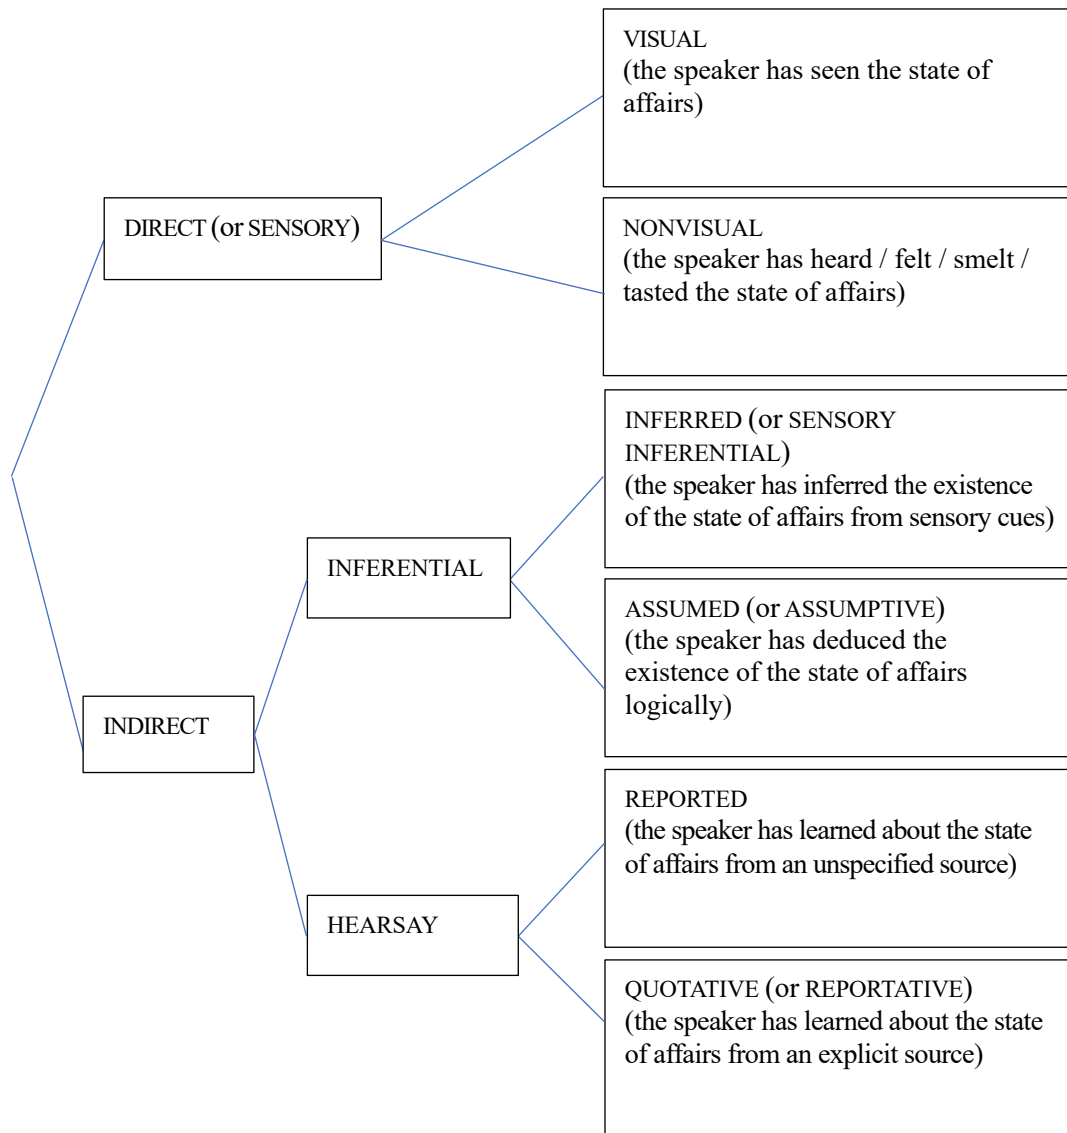 VISUAL
(the speaker has seen the state of
affairs)
DIRECT (or SENSORY)
NONVISUAL
(the speaker has heard / felt / smelt /
tasted the state of affairs)
INFERRED (or SENSORY
INFERENTIAL)
(the speaker has inferred the existence
of the state of affairs from sensory cues)
INFERENTIAL
ASSUMED (or ASSUMPTIVE)
(the speaker has deduced the
existence of the state of affairs
logically)
INDIRECT
REPORTED
(the speaker has learned about the state
of affairs from an unspecified source)
HEARSAY
QUOTATIVE (or REPORTATIVE)
(the speaker has learned about the state
of affairs from an explicit source)